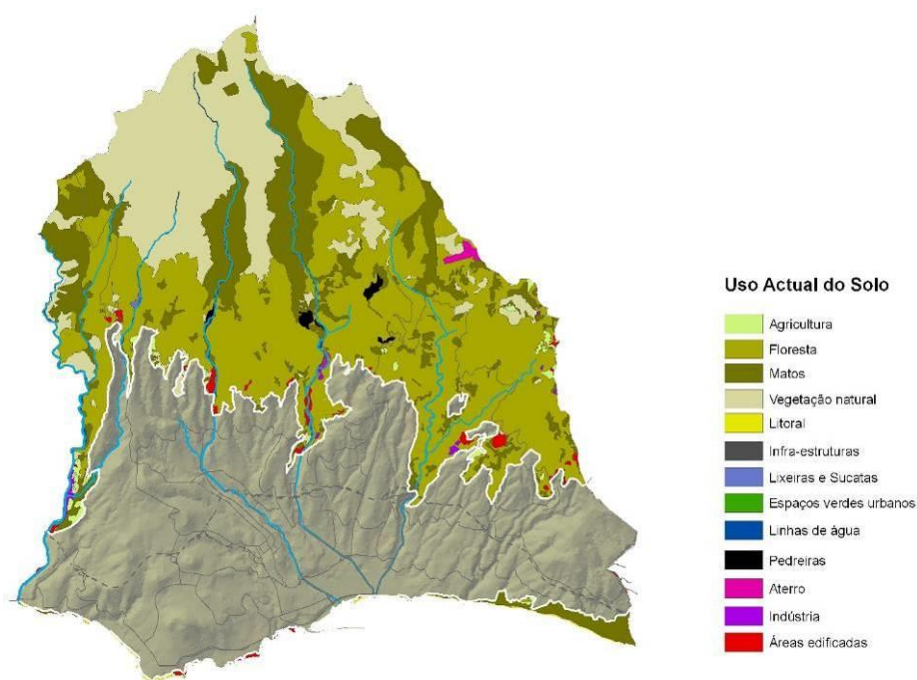 Uso Actual do Solo
Agricultura
Floresta
Matos
Vegetação natural
Litoral
Infra-estruturas
Lixeiras e Sucatas
Espaços verdes urbanos
Linhas de água
Pedreiras
Aterro
Indústria
Áreas edificadas